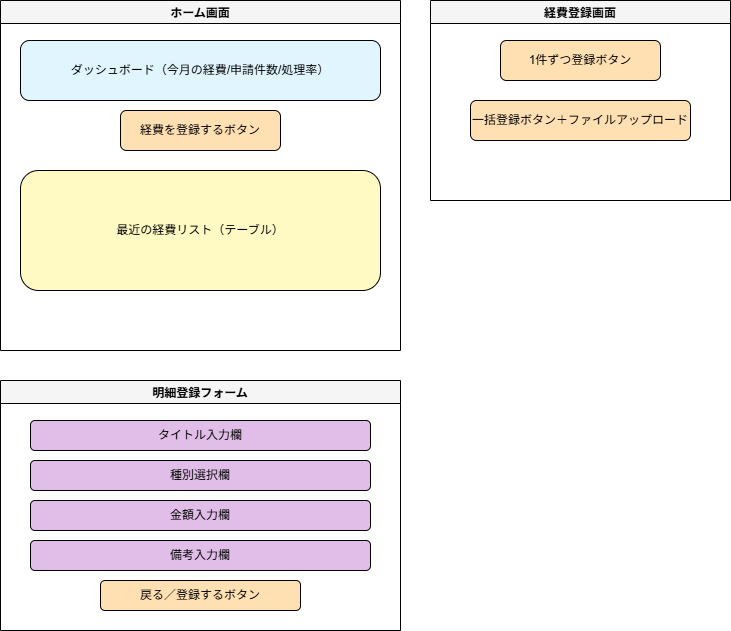 ホーム画面
ダッシュボード（今月の経費/申請件数/処理率）
経費を登録するボタン
最近の経費リスト（テーブル）
経費登録画面
1件ずつ登録ボタン
一括登録ボタン＋ファイルアップロード
明細登録フォーム
タイトル入力欄
種別選択欄
金額入力欄
備考入力欄
戻る／登録するボタン